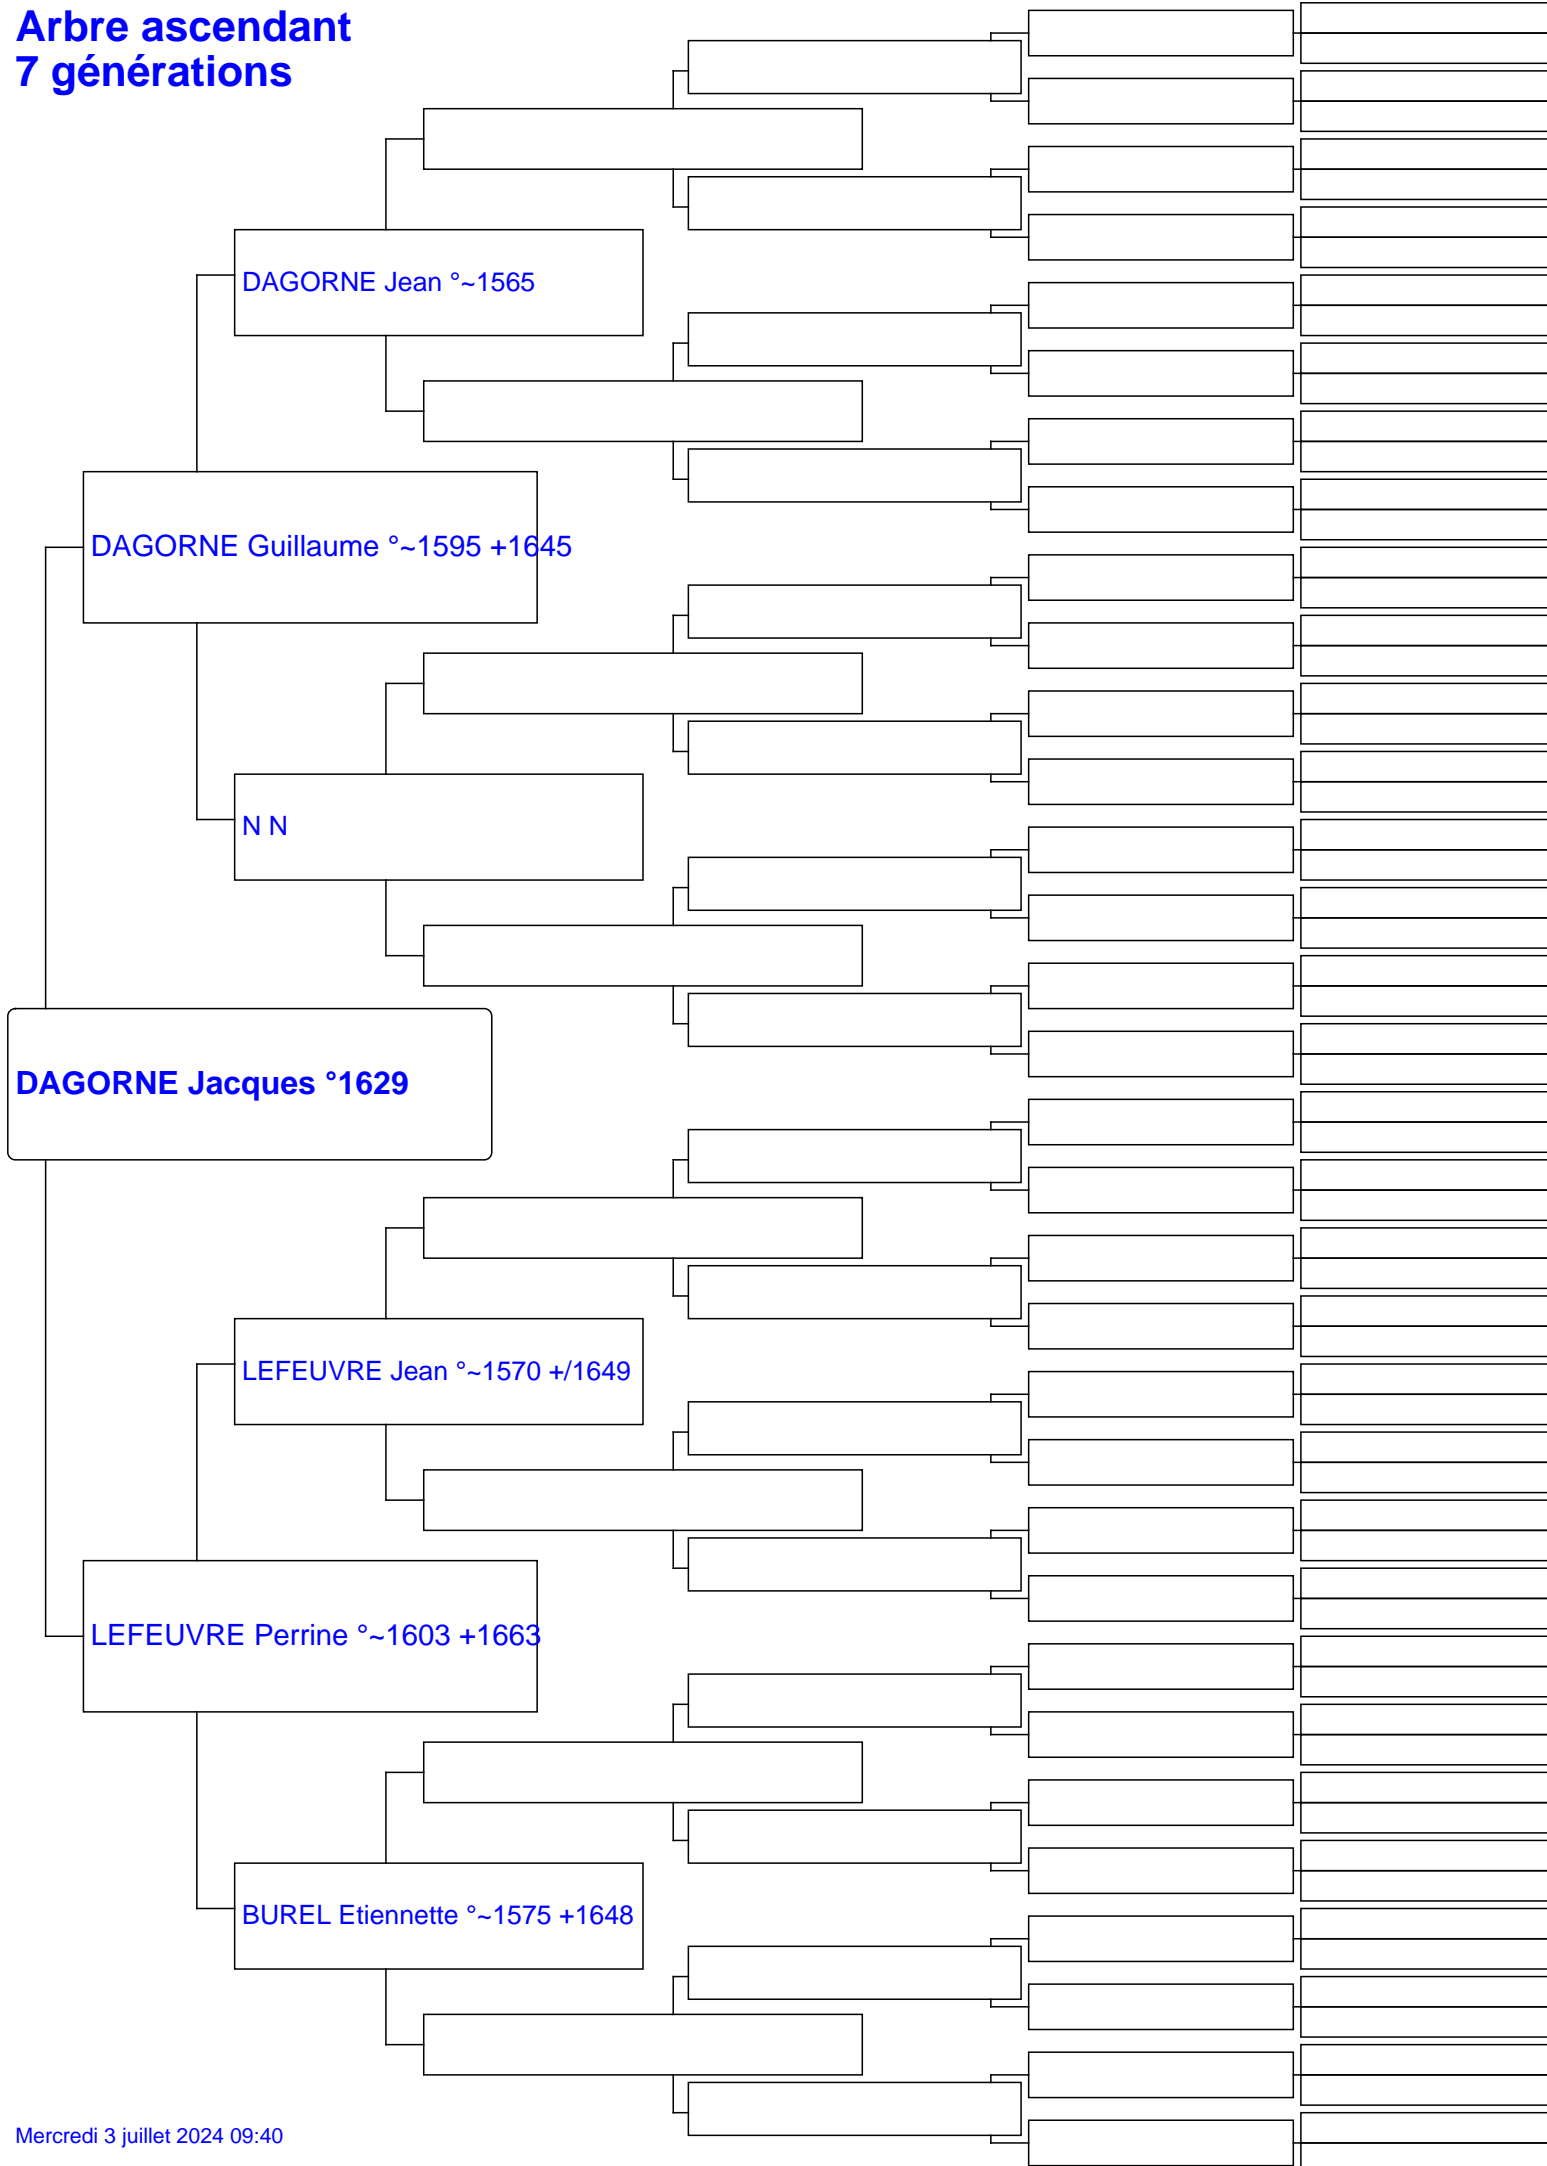 Arbre ascendant
7 générations
DAGORNE Jean °~1565
DAGORNE Guillaume °~1595 +1645
N N
DAGORNE Jacques °1629
LEFEUVRE Jean °~1570 +/1649
LEFEUVRE Perrine °~1603 +1663
BUREL Etiennette °~1575 +1648
Mercredi 3 juillet 2024 09:40